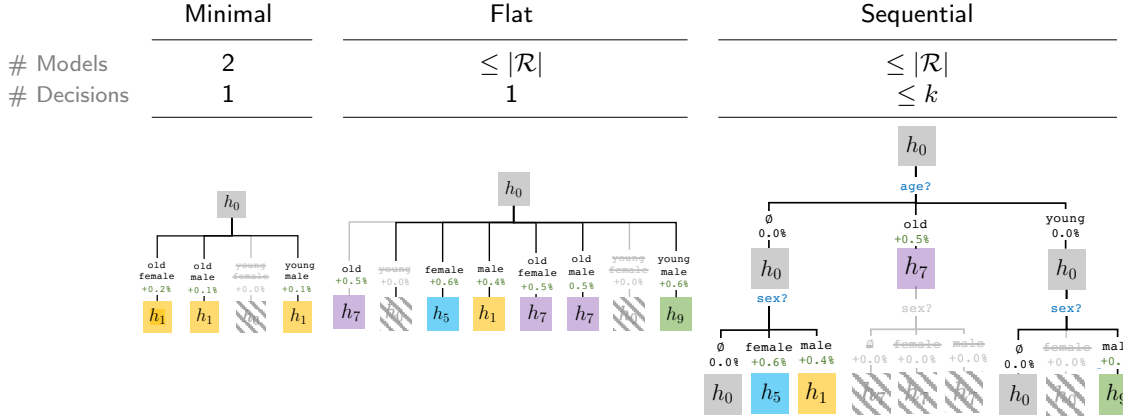 Minimal Flat Sequential
# Models 2 ≤ |R| ≤ |R|
# Decisions 1 1 ≤ k
h₀
old female +0.2% h₁
old male +0.1% h₁
young female +0.0% h₀
young male +0.1% h₁
h₀
old +0.5% h₇
young +0.0% h₀
female +0.6% h₅
male +0.4% h₁
old female +0.5% h₇
old male 0.5% h₇
young female +0.0% h₀
young male +0.6% h₉
h₀
age?
∅ 0.0% h₀
old +0.5% h₇
young 0.0% h₀
sex? sex? sex?
∅ 0.0% h₀
female +0.6% h₅
male +0.4% h₁
∅ +0.0% h₇
female +0.0% h₇
male +0.0% h₇
∅ 0.0% h₀
female +0.0% h₀
h₉